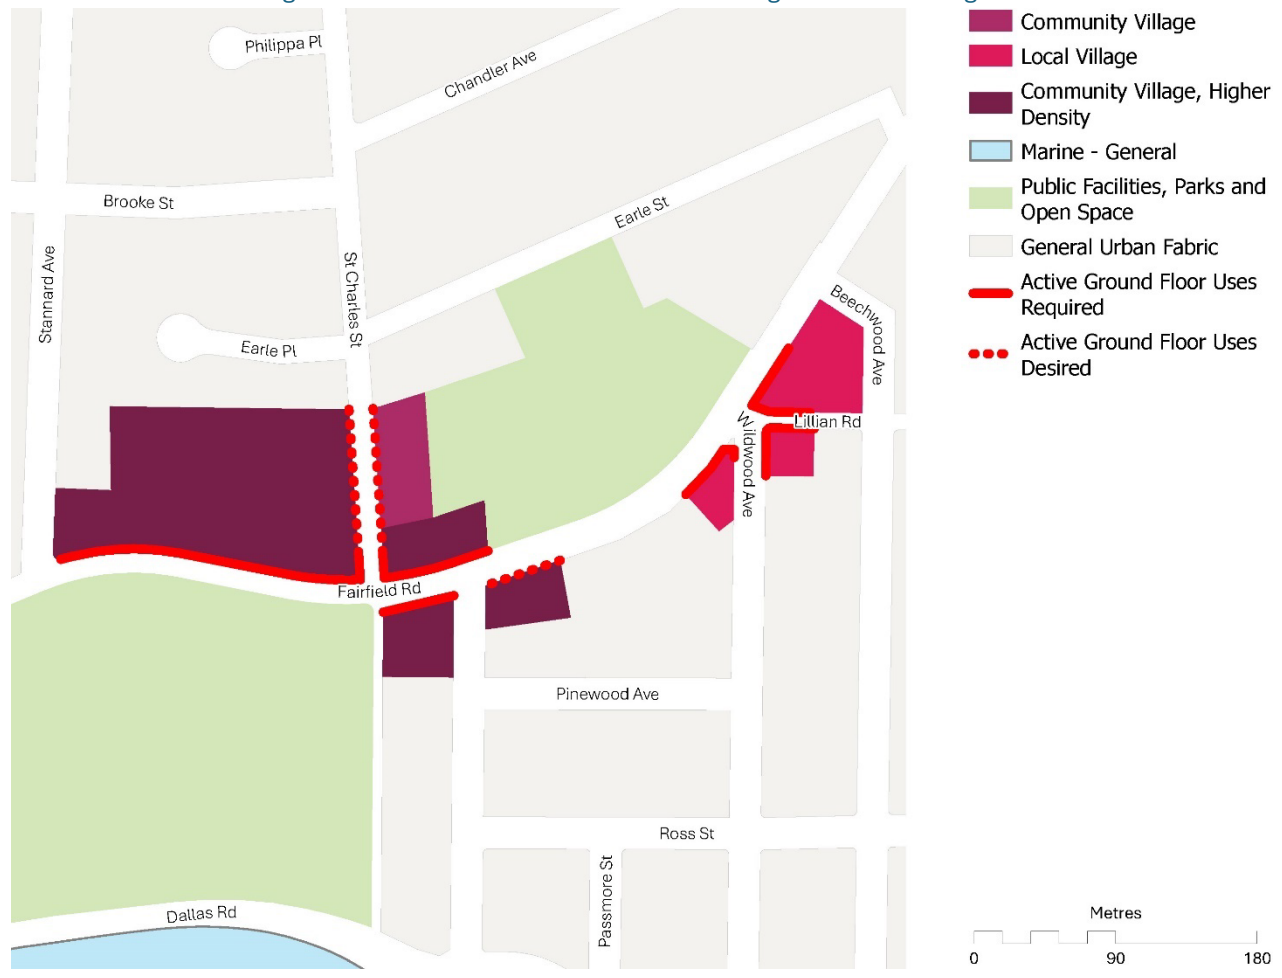 Philippa Pl
Chandler Ave
Brooke St
Earle St
Stannard Ave
St Charles St
Earle Pl
Beechwood Ave
Lillian Rd
Wildwood Ave
Fairfield Rd
Pinewood Ave
Ross St
Passmore St
Dallas Rd
Community Village
Local Village
Community Village, Higher
Density
Marine - General
Public Facilities, Parks and
Open Space
General Urban Fabric
Active Ground Floor Uses
Required
Active Ground Floor Uses
Desired
Metres
0 90 180